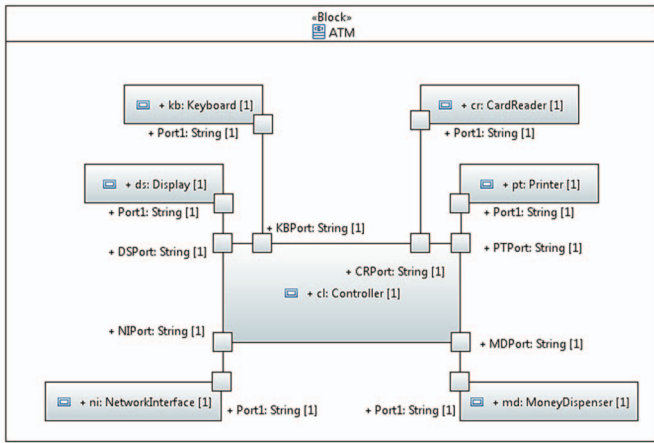 «Block»
ATM
+ kb: Keyboard [1]
+ cr: CardReader [1]
+ Port1: String [1]
+ Port1: String [1]
+ ds: Display [1]
+ pt: Printer [1]
+ Port1: String [1]
+ Port1: String [1]
+ KBPort: String [1]
+ DSPort: String [1]
+ PTPort: String [1]
+ CRPort: String [1]
+ cl: Controller [1]
+ NIPort: String [1]
+ MDPort: String [1]
+ ni: NetworkInterface [1]
+ Port1: String [1]
+ Port1: String [1]
+ md: MoneyDispenser [1]